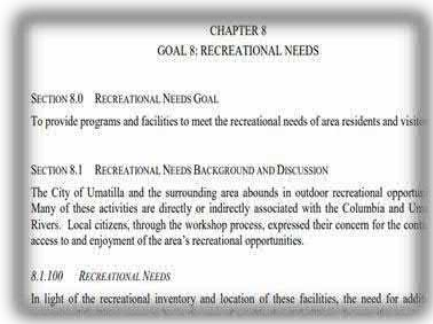 CHAPTER 8
GOAL 8: RECREATIONAL NEEDS
SECTION 8.0 RECREATIONAL NEEDS GOAL
To provide programs and facilities to meet the recreational needs of area residents and
SECTION 8.1 RECREATIONAL NEEDS BACKGROUND AND DISCUSSION
The City of Umatilla and the surrounding area abounds in outdoor recreational
Many of these activities are directly or indirectly associated with the Columbia and
Rivers. Local citizens, through the workshop process, expressed their concern for the
access to and enjoyment of the area's recreational opportunities.
8.1.100 RECREATIONAL NEEDS
In light of the recreational inventory and location of these facilities, the need for